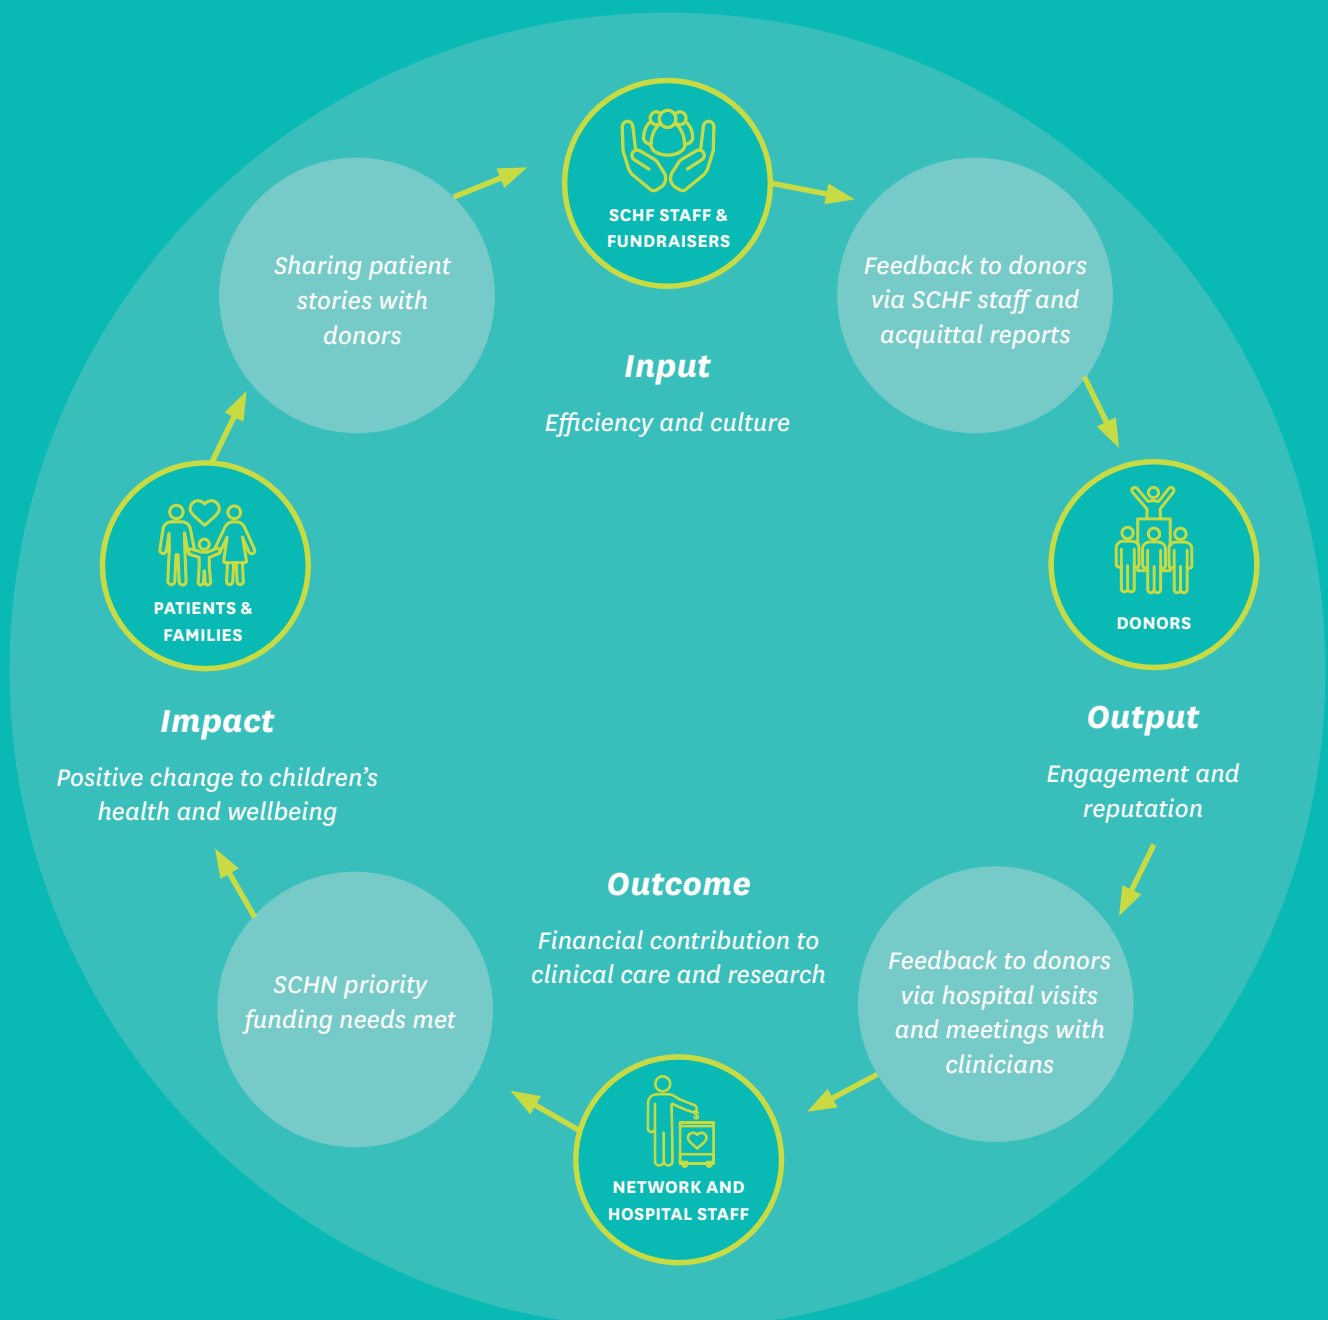 SCHF STAFF &
FUNDRAISERS
Input
Efficiency and culture
Feedback to donors
via SCHF staff and
acquittal reports
DONORS
Output
Engagement and
reputation
Feedback to donors
via hospital visits
and meetings with
clinicians
NETWORK AND
HOSPITAL STAFF
Outcome
Financial contribution to
clinical care and research
SCHN priority
funding needs met
PATIENTS &
FAMILIES
Impact
Positive change to children’s
health and wellbeing
Sharing patient
stories with
donors